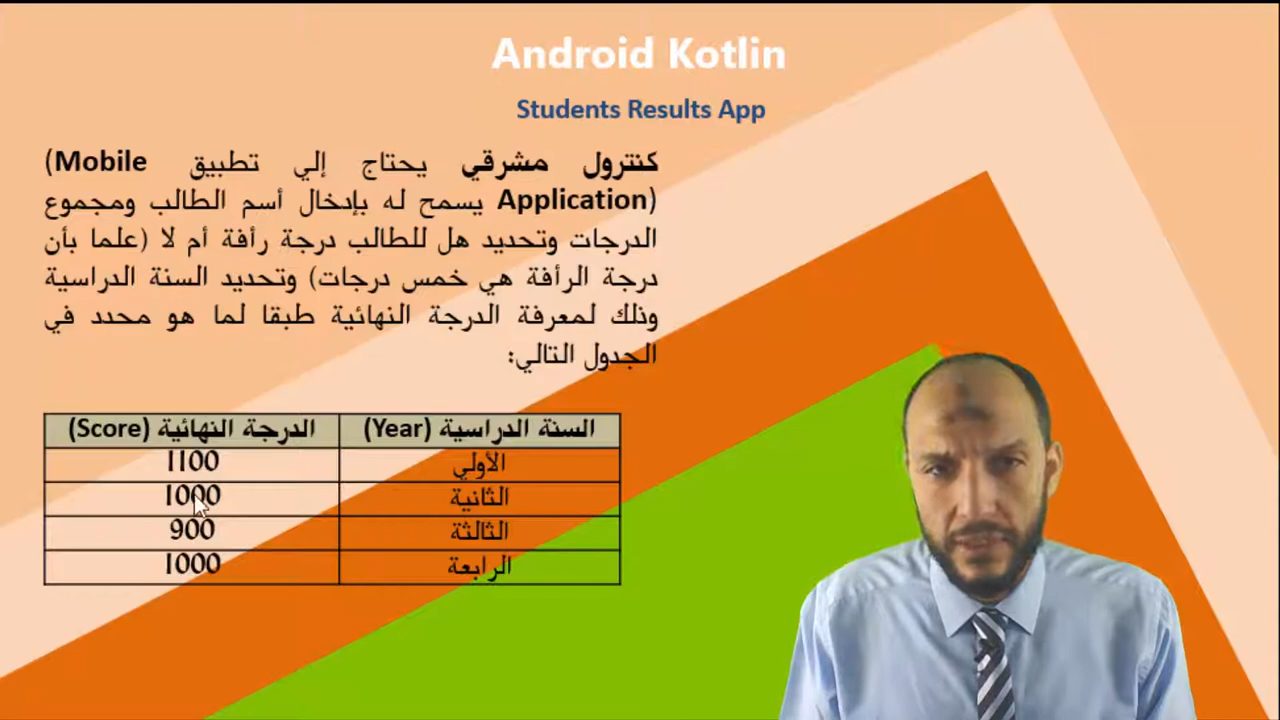 Android Kotlin
Students Results App
كنترول مشرقي يحتاج إلي تطبيق (Mobile
Application) يسمح له بإدخال أسم الطالب ومجموع
الدرجات وتحديد هل للطالب درجة رأفة أم لا (علما بأن
درجة الرأفة هي خمس درجات) وتحديد السنة الدراسية
وذلك لمعرفة الدرجة النهائية طبقا لما هو محدد في
الجدول التالي:
السنة الدراسية (Year) الدرجة النهائية (Score)
الأولي 1100
الثانية 1000
الثالثة 900
الرابعة 1000